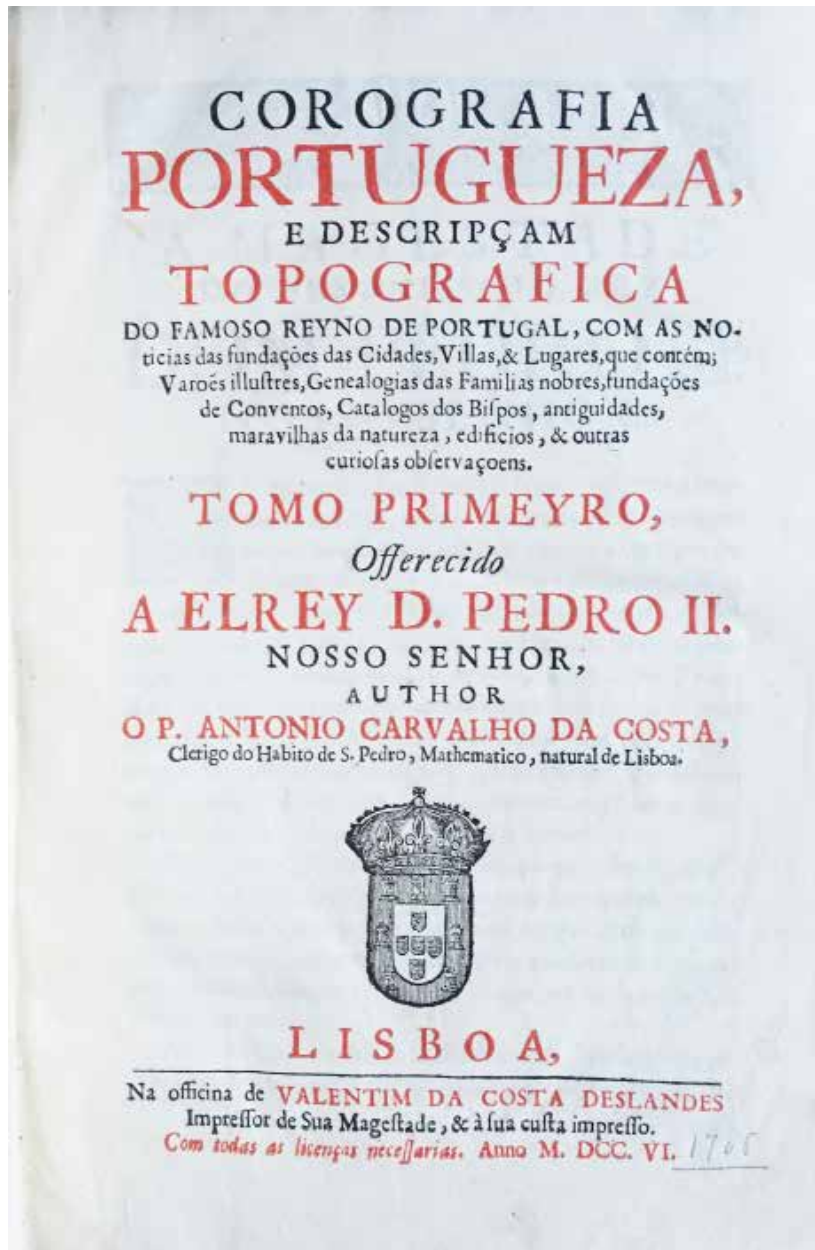 COROGRAFIA
PORTUGUEZA,
E DESCRIPÇAM
TOPOGRAFICA
DO FAMOSO REYNO DE PORTUGAL, COM AS NO-
ticias das fundações das Cidades, Villas, & Lugares, que contém;
Varoẽs illuſtres, Genealogias das Familias nobres, fundações
de Conventos, Catalogos dos Biſpos, antiguidades,
maravilhas da natureza, edificios, & outras
curioſas obſervaçoens.
TOMO PRIMEYRO,
Offerecido
A ELREY D. PEDRO II.
NOSSO SENHOR,
AUTHOR
O P. ANTONIO CARVALHO DA COSTA,
Clerigo do Habito de S. Pedro, Mathematico, natural de Lisboa.
LISBOA,
Na officina de VALENTIM DA COSTA DESLANDES
Impreſſor de Sua Mageſtade, & à ſua cuſta impreſſo.
Com todas as licenças neceſſarias. Anno M. DCC. VI.